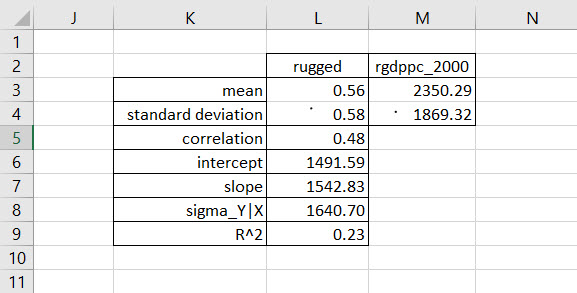 J K L M N
1
2 rugged rgdppc_2000
3 mean 0.56 2350.29
4 standard deviation 0.58 1869.32
5 correlation 0.48
6 intercept 1491.59
7 slope 1542.83
8 sigma_Y|X 1640.70
9 R^2 0.23
10
11